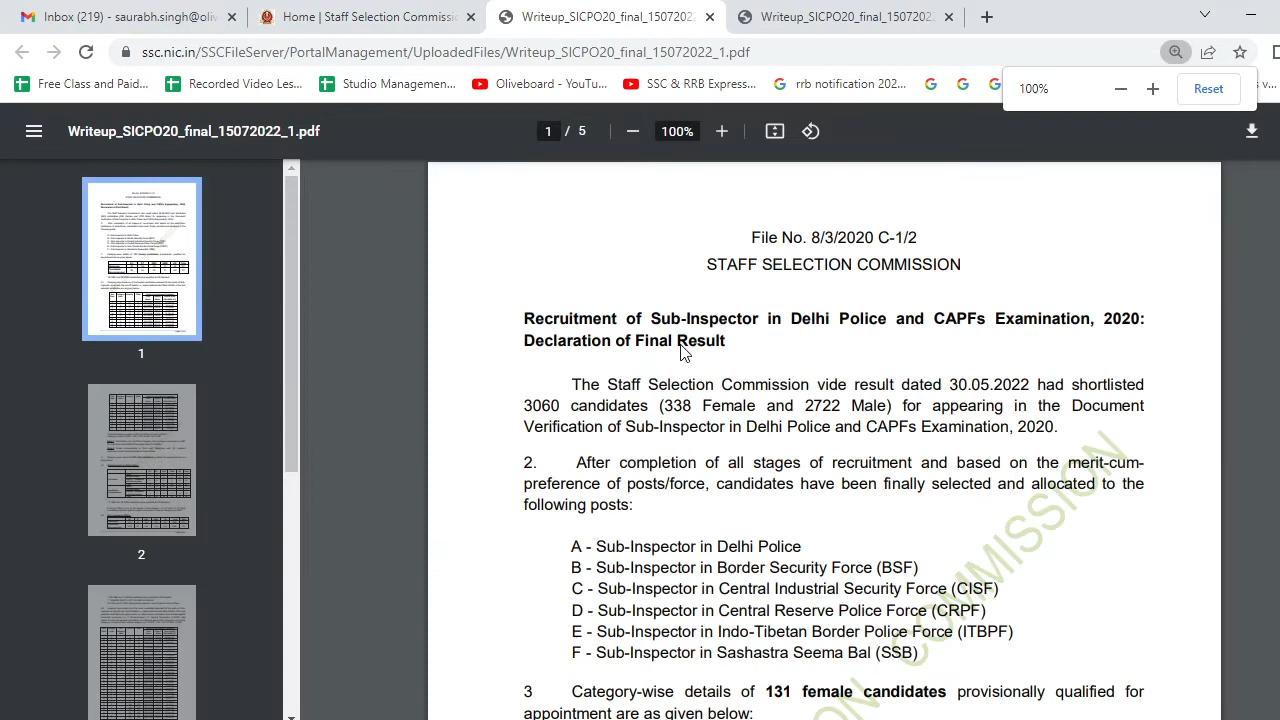 Inbox (219) - saurabh.singh@oliv
Home | Staff Selection Commissio
Writeup_SICPO20_final_15072022_
Writeup_SICPO20_final_15072022_
ssc.nic.in/SSCFileServer/PortalManagement/UploadedFiles/Writeup_SICPO20_final_15072022_1.pdf
Free Class and Paid...
Recorded Video Lec
Studio Managemen...
Oliveboard - YouTu...
SSC & RRB Express...
rrb notification 202...
100%
Reset
Writeup_SICPO20_final_15072022_1.pdf
1 / 5
100%
File No. 8/3/2020 C-1/2
STAFF SELECTION COMMISSION
Recruitment of Sub-Inspector in Delhi Police and CAPFs Examination, 2020:
Declaration of Final Result
The Staff Selection Commission vide result dated 30.05.2022 had shortlisted
3060 candidates (338 Female and 2722 Male) for appearing in the Document
Verification of Sub-Inspector in Delhi Police and CAPFs Examination, 2020.
2. After completion of all stages of recruitment and based on the merit-cum-
preference of posts/force, candidates have been finally selected and allocated to the
following posts:
A - Sub-Inspector in Delhi Police
B - Sub-Inspector in Border Security Force (BSF)
C - Sub-Inspector in Central Industrial Security Force (CISF)
D - Sub-Inspector in Central Reserve Police Force (CRPF)
E - Sub-Inspector in Indo-Tibetan Border Police Force (ITBPF)
F - Sub-Inspector in Sashastra Seema Bal (SSB)
3 Category-wise details of 131 female candidates provisionally qualified for
appointment are as given below:
COMMISSION
1
2